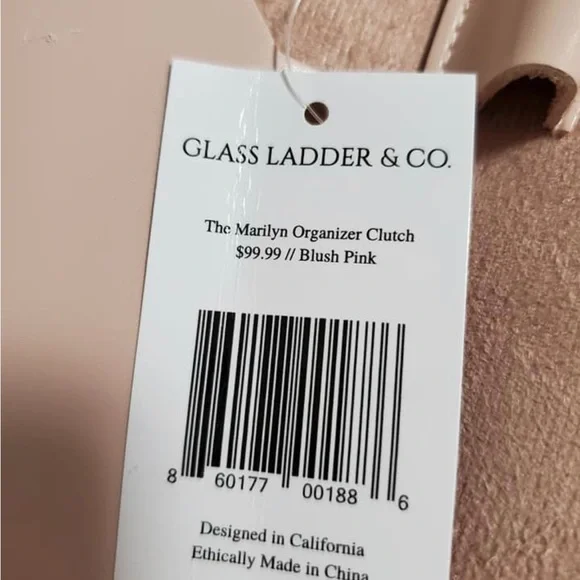 GLASS LADDER & CO.
The Marilyn Organizer Clutch
$99.99 // Blush Pink
8 60177 00188 6
Designed in California
Ethically Made in China